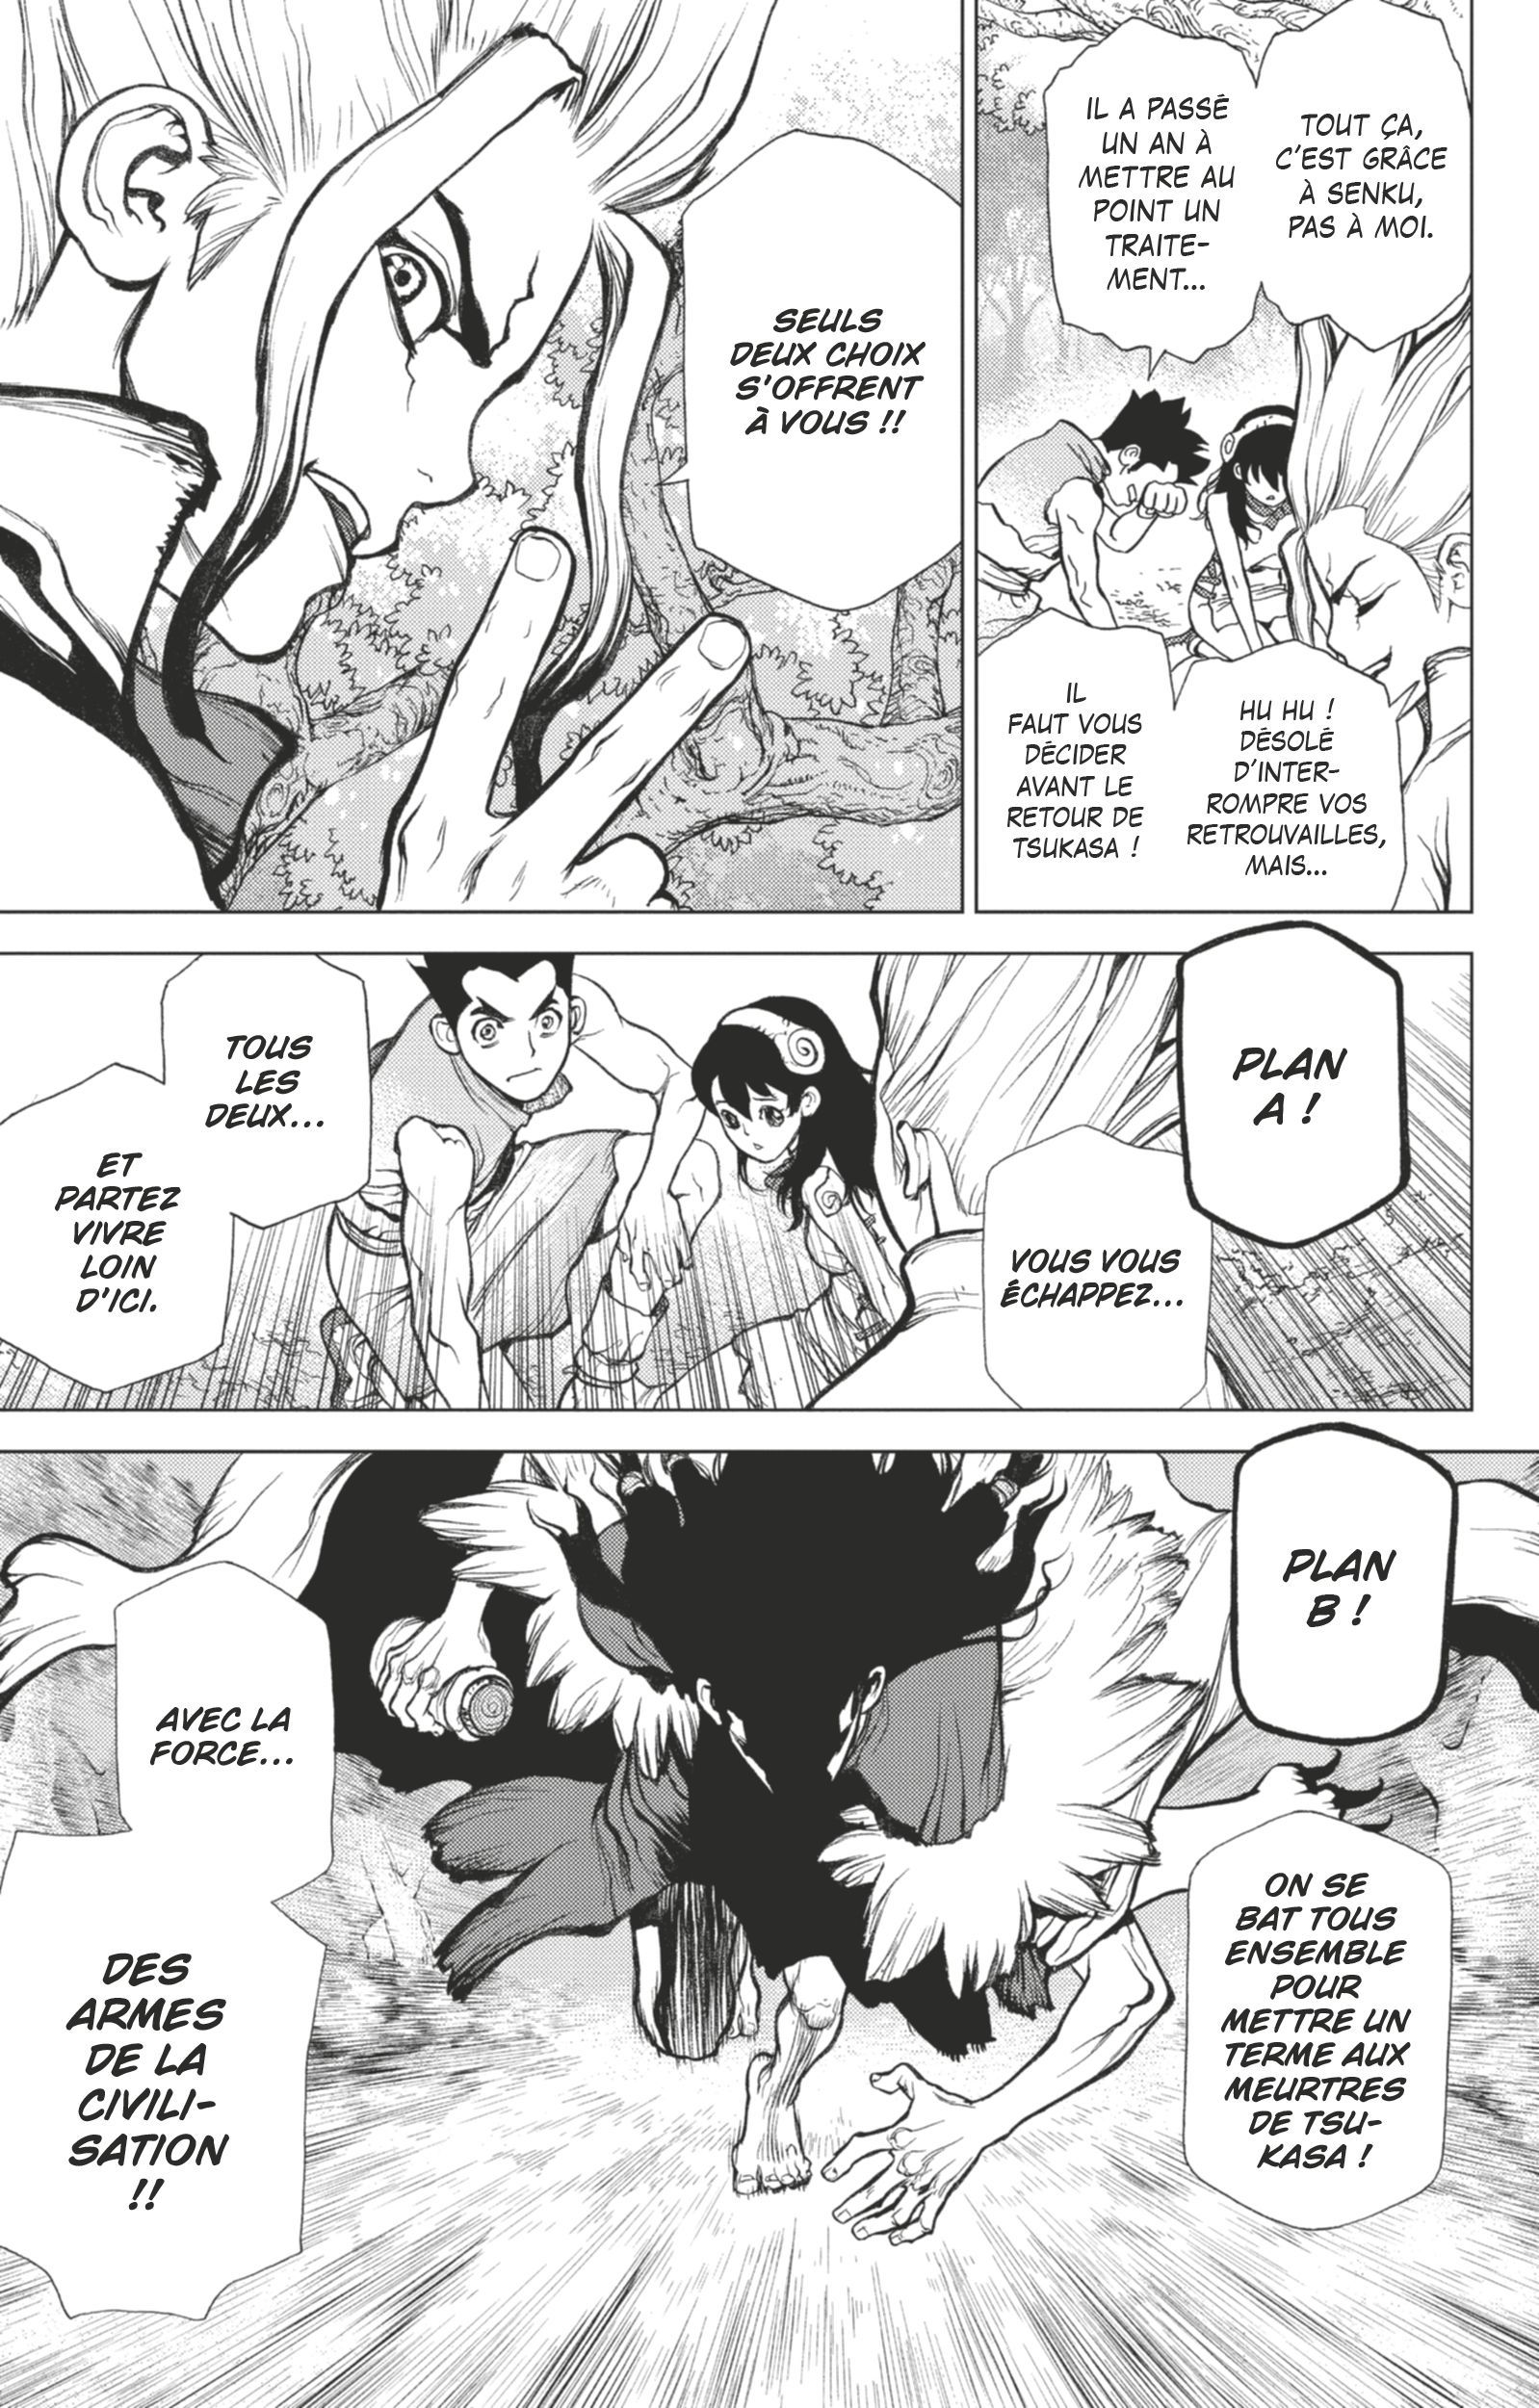 TOUT ÇA,
C'EST GRÂCE
À SENKU,
PAS À MOI.
IL A PASSÉ
UN AN À
METTRE AU
POINT UN
TRAITE-
MENT...
HU HU !
DÉSOLÉ
D'INTER-
ROMPRE VOS
RETROUVAILLES,
MAIS...
IL
FAUT VOUS
DÉCIDER
AVANT LE
RETOUR DE
TSUKASA !
SEULS
DEUX CHOIX
S'OFFRENT
À VOUS !!
PLAN
A !
VOUS VOUS
ÉCHAPPEZ...
TOUS
LES
DEUX...
ET
PARTEZ
VIVRE
LOIN
D'ICI.
PLAN
B !
ON SE
BAT TOUS
ENSEMBLE
POUR
METTRE UN
TERME AUX
MEURTRES
DE TSU-
KASA !
AVEC LA
FORCE...
DES
ARMES
DE LA
CIVILI-
SATION
!!